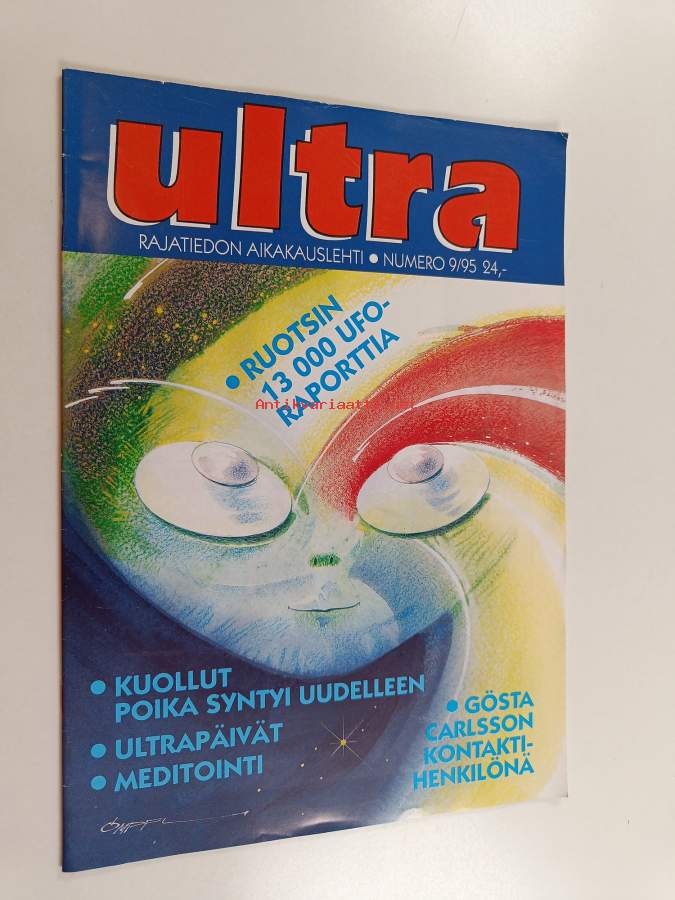 ultra
RAJATIEDON AIKAKAUSLEHTI • NUMERO 9/95 24,-
• RUOTSIN
13 000 UFO-
RAPORTTIA
• KUOLLUT
POIKA SYNTYI UUDELLEEN
• ULTRAPÄIVÄT
• MEDITOINTI
• GÖSTA
CARLSSON
KONTAKTI-
HENKILÖNÄ